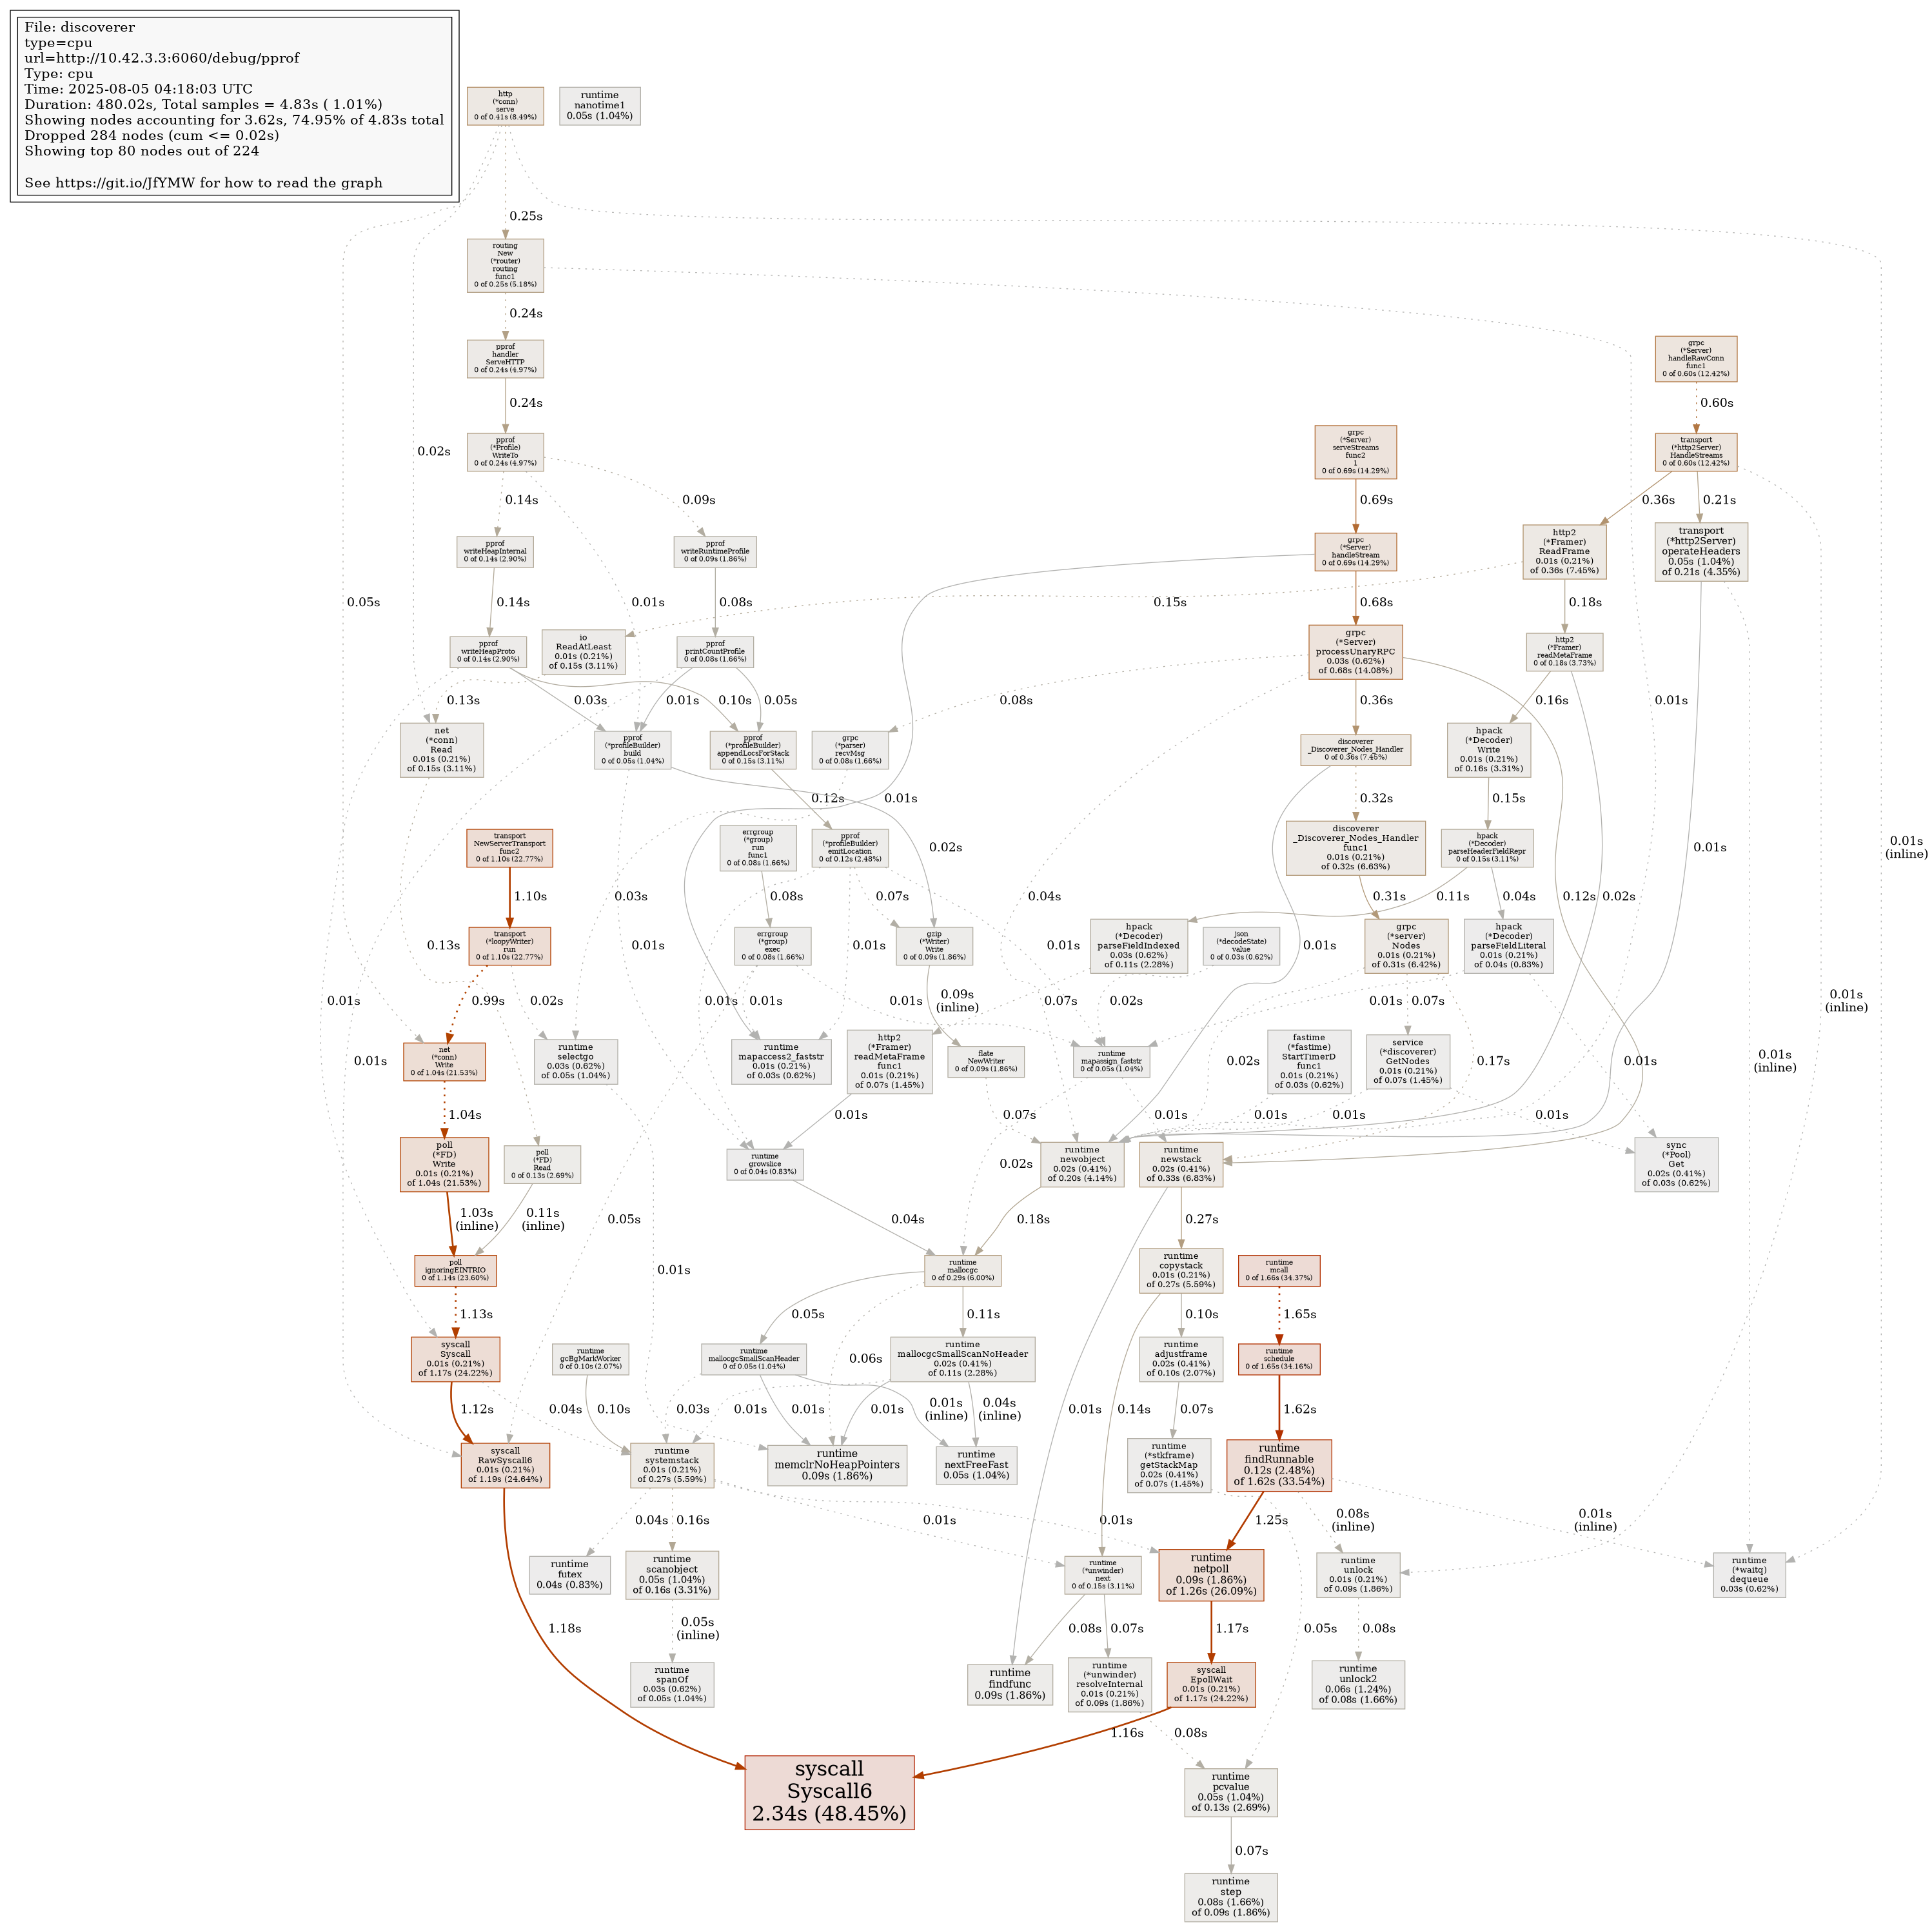 File: discoverer
type=cpu
url=http://10.42.3.3:6060/debug/pprof
Type: cpu
Time: 2025-08-05 04:18:03 UTC
Duration: 480.02s, Total samples = 4.83s ( 1.01%)
Showing nodes accounting for 3.62s, 74.95% of 4.83s total
Dropped 284 nodes (cum <= 0.02s)
Showing top 80 nodes out of 224
See https://git.io/JfYMW for how to read the graph
http
(*conn)
serve
0 of 0.41s (8.49%)
runtime
nanotime1
0.05s (1.04%)
0.25s
routing
New
(*router)
routing
func1
0 of 0.25s (5.18%)
0.24s
pprof
handler
ServeHTTP
0 of 0.24s (4.97%)
grpc
(*Server)
handleRawConn
func1
0 of 0.60s (12.42%)
0.24s
0.60s
0.02s
pprof
(*Profile)
WriteTo
0 of 0.24s (4.97%)
grpc
(*Server)
serveStreams
func2
1
0 of 0.69s (14.29%)
transport
(*http2Server)
HandleStreams
0 of 0.60s (12.42%)
0.14s
0.09s
0.69s
0.36s
0.21s
pprof
writeHeapInternal
0 of 0.14s (2.90%)
pprof
writeRuntimeProfile
0 of 0.09s (1.86%)
grpc
(*Server)
handleStream
0 of 0.69s (14.29%)
http2
(*Framer)
ReadFrame
0.01s (0.21%)
of 0.36s (7.45%)
transport
(*http2Server)
operateHeaders
0.05s (1.04%)
of 0.21s (4.35%)
0.05s
0.14s
0.01s
0.08s
0.15s
0.68s
0.18s
pprof
writeHeapProto
0 of 0.14s (2.90%)
io
ReadAtLeast
0.01s (0.21%)
of 0.15s (3.11%)
pprof
printCountProfile
0 of 0.08s (1.66%)
grpc
(*Server)
processUnaryRPC
0.03s (0.62%)
of 0.68s (14.08%)
http2
(*Framer)
readMetaFrame
0 of 0.18s (3.73%)
0.13s
0.03s
0.10s
0.01s
0.05s
0.08s
0.36s
0.16s
0.01s
net
(*conn)
Read
0.01s (0.21%)
of 0.15s (3.11%)
pprof
(*profileBuilder)
build
0 of 0.05s (1.04%)
pprof
(*profileBuilder)
appendLocsForStack
0 of 0.15s (3.11%)
grpc
(*parser)
recvMsg
0 of 0.08s (1.66%)
discoverer
_Discoverer_Nodes_Handler
0 of 0.36s (7.45%)
hpack
(*Decoder)
Write
0.01s (0.21%)
of 0.16s (3.31%)
0.12s
0.01s
0.32s
0.15s
transport
NewServerTransport
func2
0 of 1.10s (22.77%)
errgroup
(*group)
run
func1
0 of 0.08s (1.66%)
pprof
(*profileBuilder)
emitLocation
0 of 0.12s (2.48%)
discoverer
_Discoverer_Nodes_Handler
func1
0.01s (0.21%)
of 0.32s (6.63%)
hpack
(*Decoder)
parseHeaderFieldRepr
0 of 0.15s (3.11%)
0.02s
0.01s
0.01s
(inline)
1.10s
0.03s
0.08s
0.07s
0.04s
0.31s
0.11s
0.04s
0.12s
0.02s
transport
(*loopyWriter)
run
0 of 1.10s (22.77%)
errgroup
(*group)
exec
0 of 0.08s (1.66%)
gzip
(*Writer)
Write
0 of 0.09s (1.86%)
hpack
(*Decoder)
parseFieldIndexed
0.03s (0.62%)
of 0.11s (2.28%)
json
(*decodeState)
value
0 of 0.03s (0.62%)
grpc
(*server)
Nodes
0.01s (0.21%)
of 0.31s (6.42%)
hpack
(*Decoder)
parseFieldLiteral
0.01s (0.21%)
of 0.04s (0.83%)
0.13s
0.01s
0.01s
0.01s
0.01s
0.99s
0.02s
0.01s
0.01s
0.01s
0.09s
(inline)
0.02s
0.01s
0.07s
0.01s
(inline)
net
(*conn)
Write
0 of 1.04s (21.53%)
runtime
selectgo
0.03s (0.62%)
of 0.05s (1.04%)
runtime
mapaccess2_faststr
0.01s (0.21%)
of 0.03s (0.62%)
http2
(*Framer)
readMetaFrame
func1
0.01s (0.21%)
of 0.07s (1.45%)
flate
NewWriter
0 of 0.09s (1.86%)
runtime
mapassign_faststr
0 of 0.05s (1.04%)
fastime
(*fastime)
StartTimerD
func1
0.01s (0.21%)
of 0.03s (0.62%)
service
(*discoverer)
GetNodes
0.01s (0.21%)
of 0.07s (1.45%)
0.01s
0.07s
0.02s
0.17s
0.01s
0.01s
(inline)
1.04s
0.01s
0.07s
0.01s
0.01s
0.01s
0.01s
poll
(*FD)
Write
0.01s (0.21%)
of 1.04s (21.53%)
poll
(*FD)
Read
0 of 0.13s (2.69%)
runtime
growslice
0 of 0.04s (0.83%)
0.02s
runtime
newobject
0.02s (0.41%)
of 0.20s (4.14%)
runtime
newstack
0.02s (0.41%)
of 0.33s (6.83%)
sync
(*Pool)
Get
0.02s (0.41%)
of 0.03s (0.62%)
1.03s
(inline)
0.11s
(inline)
0.05s
0.04s
0.18s
0.27s
poll
ignoringEINTRIO
0 of 1.14s (23.60%)
0.01s
runtime
mallocgc
0 of 0.29s (6.00%)
runtime
copystack
0.01s (0.21%)
of 0.27s (5.59%)
runtime
mcall
0 of 1.66s (34.37%)
1.13s
0.05s
0.11s
0.10s
1.65s
syscall
Syscall
0.01s (0.21%)
of 1.17s (24.22%)
runtime
gcBgMarkWorker
0 of 0.10s (2.07%)
runtime
mallocgcSmallScanHeader
0 of 0.05s (1.04%)
0.06s
runtime
mallocgcSmallScanNoHeader
0.02s (0.41%)
of 0.11s (2.28%)
runtime
adjustframe
0.02s (0.41%)
of 0.10s (2.07%)
runtime
schedule
0 of 1.65s (34.16%)
1.12s
0.04s
0.10s
0.03s
0.01s
0.01s
0.01s
0.01s
(inline)
0.04s
(inline)
0.01s
0.14s
0.07s
1.62s
syscall
RawSyscall6
0.01s (0.21%)
of 1.19s (24.64%)
runtime
systemstack
0.01s (0.21%)
of 0.27s (5.59%)
runtime
memclrNoHeapPointers
0.09s (1.86%)
runtime
nextFreeFast
0.05s (1.04%)
runtime
(*stkframe)
getStackMap
0.02s (0.41%)
of 0.07s (1.45%)
runtime
findRunnable
0.12s (2.48%)
of 1.62s (33.54%)
0.04s
0.16s
0.01s
0.01s
1.25s
0.08s
(inline)
0.01s
(inline)
runtime
futex
0.04s (0.83%)
runtime
scanobject
0.05s (1.04%)
of 0.16s (3.31%)
runtime
(*unwinder)
next
0 of 0.15s (3.11%)
runtime
netpoll
0.09s (1.86%)
of 1.26s (26.09%)
runtime
unlock
0.01s (0.21%)
of 0.09s (1.86%)
runtime
(*waitq)
dequeue
0.03s (0.62%)
1.18s
0.05s
(inline)
0.08s
0.07s
1.17s
0.05s
0.08s
runtime
spanOf
0.03s (0.62%)
of 0.05s (1.04%)
runtime
findfunc
0.09s (1.86%)
runtime
(*unwinder)
resolveInternal
0.01s (0.21%)
of 0.09s (1.86%)
syscall
EpollWait
0.01s (0.21%)
of 1.17s (24.22%)
runtime
unlock2
0.06s (1.24%)
of 0.08s (1.66%)
1.16s
0.08s
syscall
Syscall6
2.34s (48.45%)
runtime
pcvalue
0.05s (1.04%)
of 0.13s (2.69%)
0.07s
runtime
step
0.08s (1.66%)
of 0.09s (1.86%)